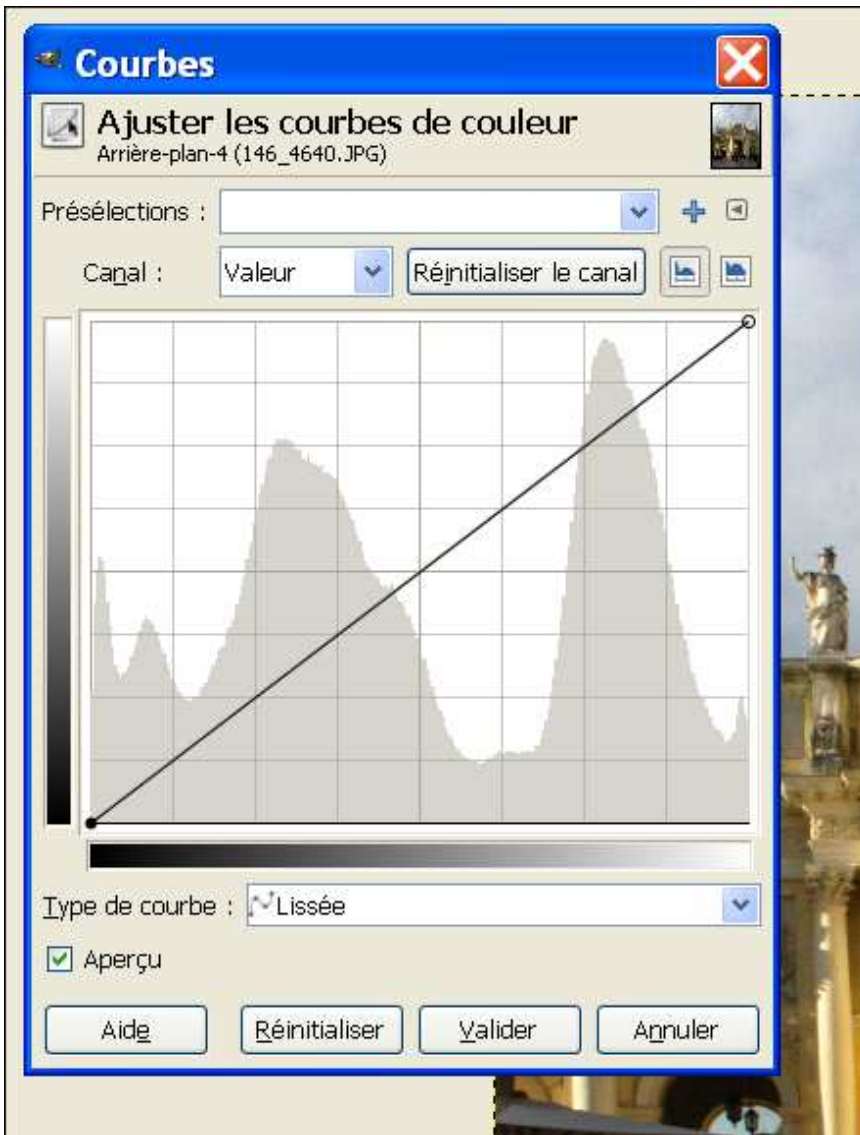 Courbes
Ajuster les courbes de couleur
Arrière-plan-4 (146_4640.JPG)
Présélections :
Canal : Valeur Réinitialiser le canal
Type de courbe : Lissée
Aperçu
Aide Réinitialiser Valider Annuler